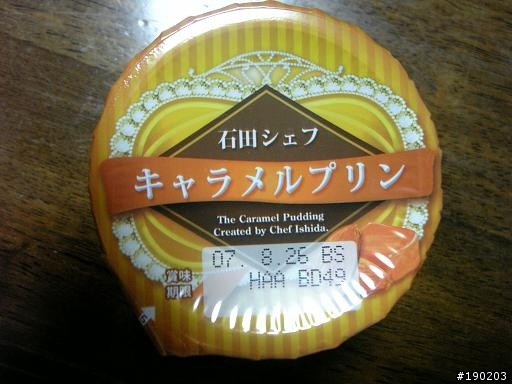 石田シェフ
キャラメルプリン
The Caramel Pudding
Created by Chef Ishida.
07. 8.26 BS
HAA BD49
賞味
期限
#190203